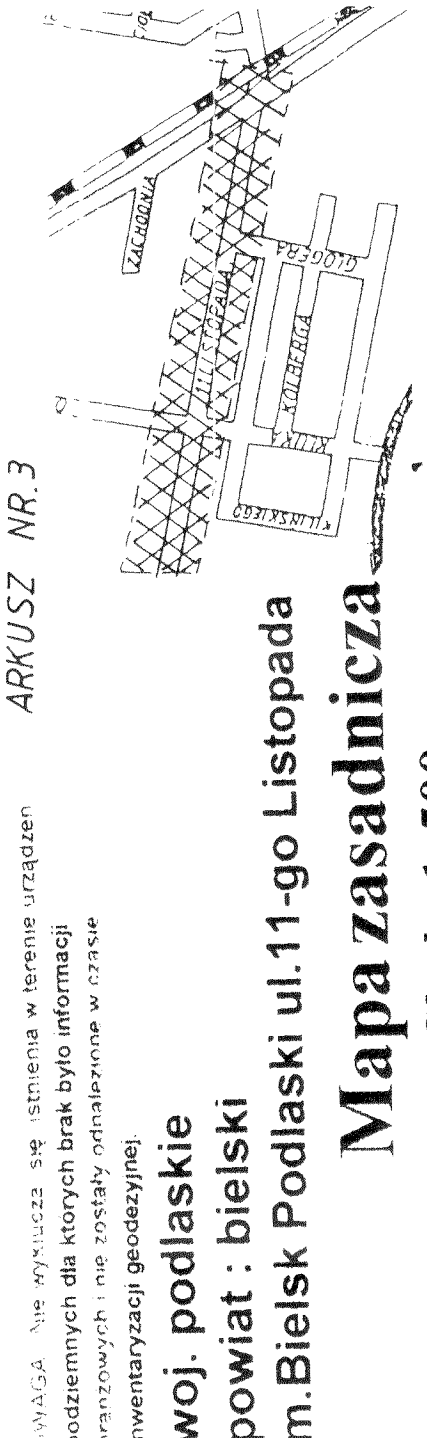 ARKUSZ NR.3
UWAGA Nie wyklucza się istnienia w terenie urządzeń
podziemnych dla ktorych brak było informacji
branżowych i nie zostały odnalezione w czasie
inwentaryzacji geodezyjnej.
woj. podlaskie
powiat : bielski
m.Bielsk Podlaski ul.11-go Listopada
Mapa zasadnicza
ZACHODNIA
11 LISTOPADA
GLOGERA
KOLBERGA
KILIŃSKIEGO